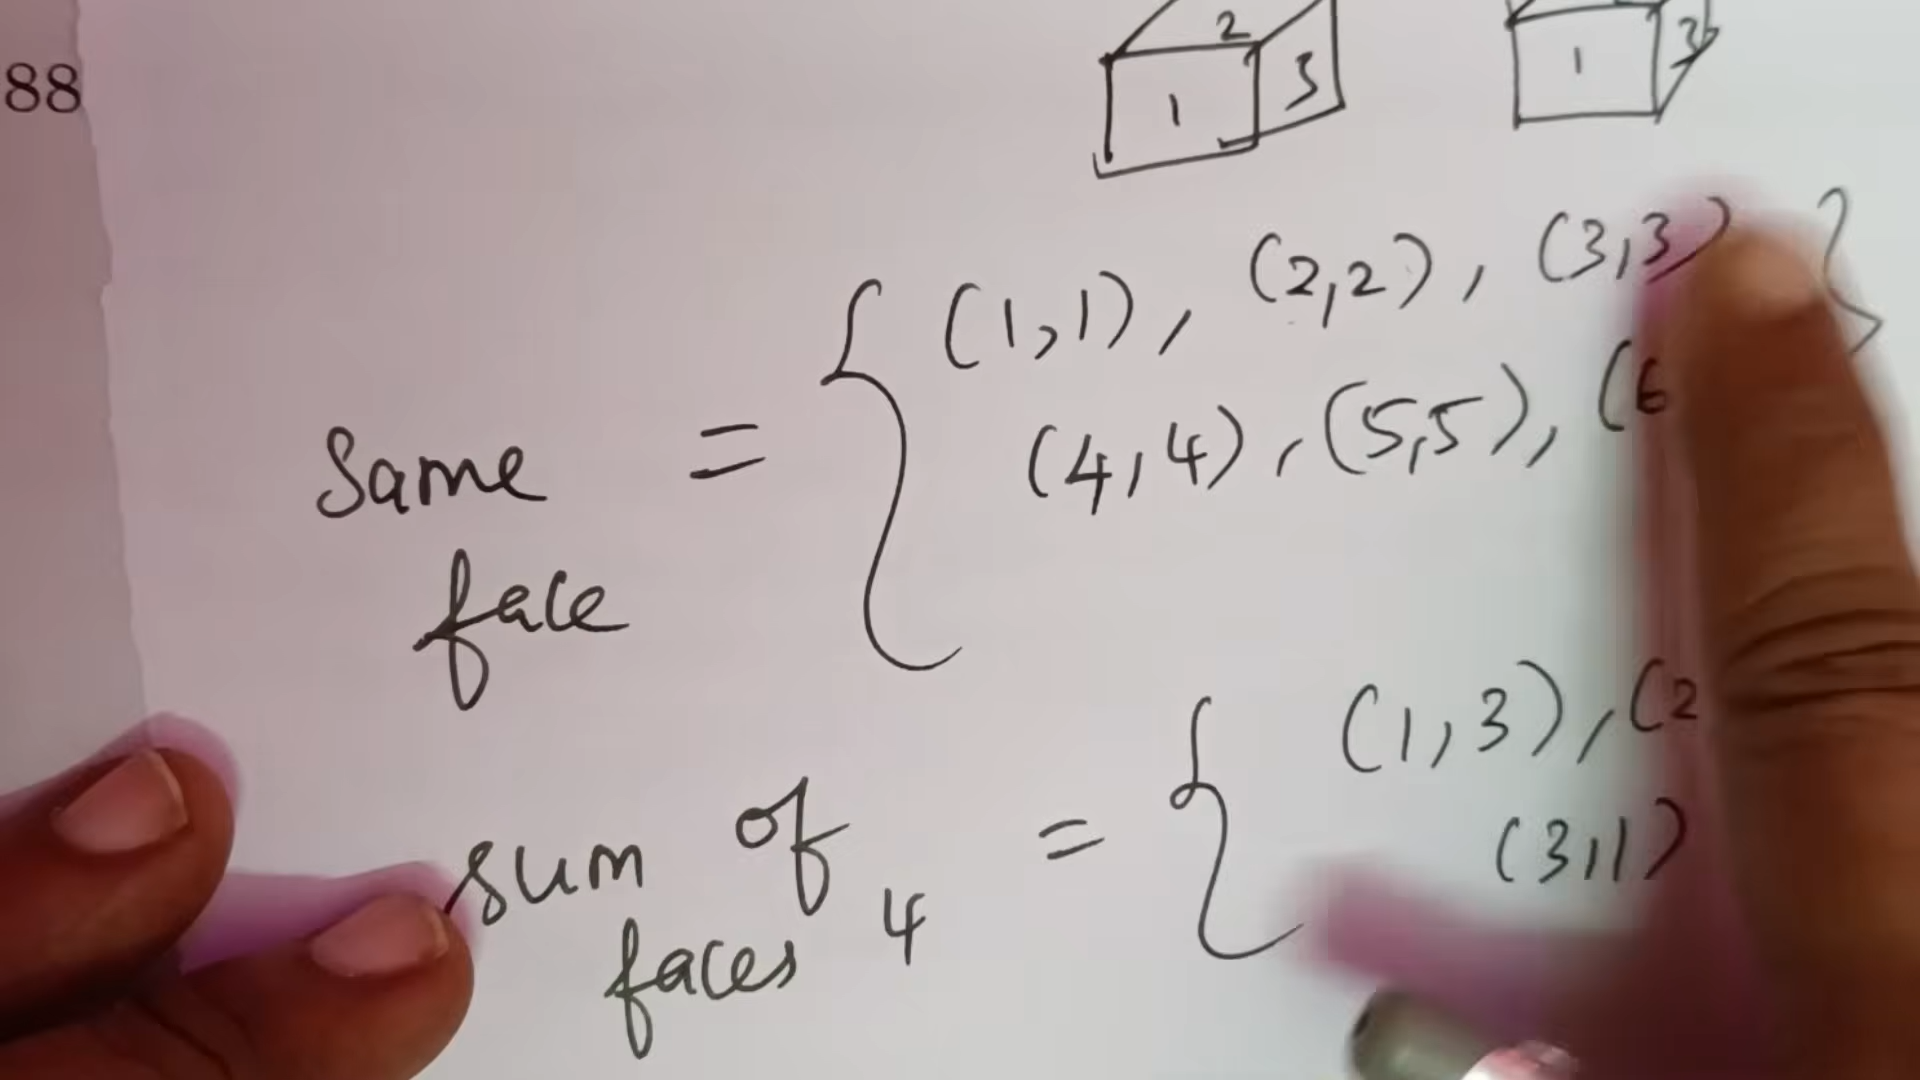 88
2
1 3
1 3
same face = { (1,1), (2,2), (3,3) }
(4,4), (5,5), (6
sum of faces 4 = { (1,3), (2
(3,1)